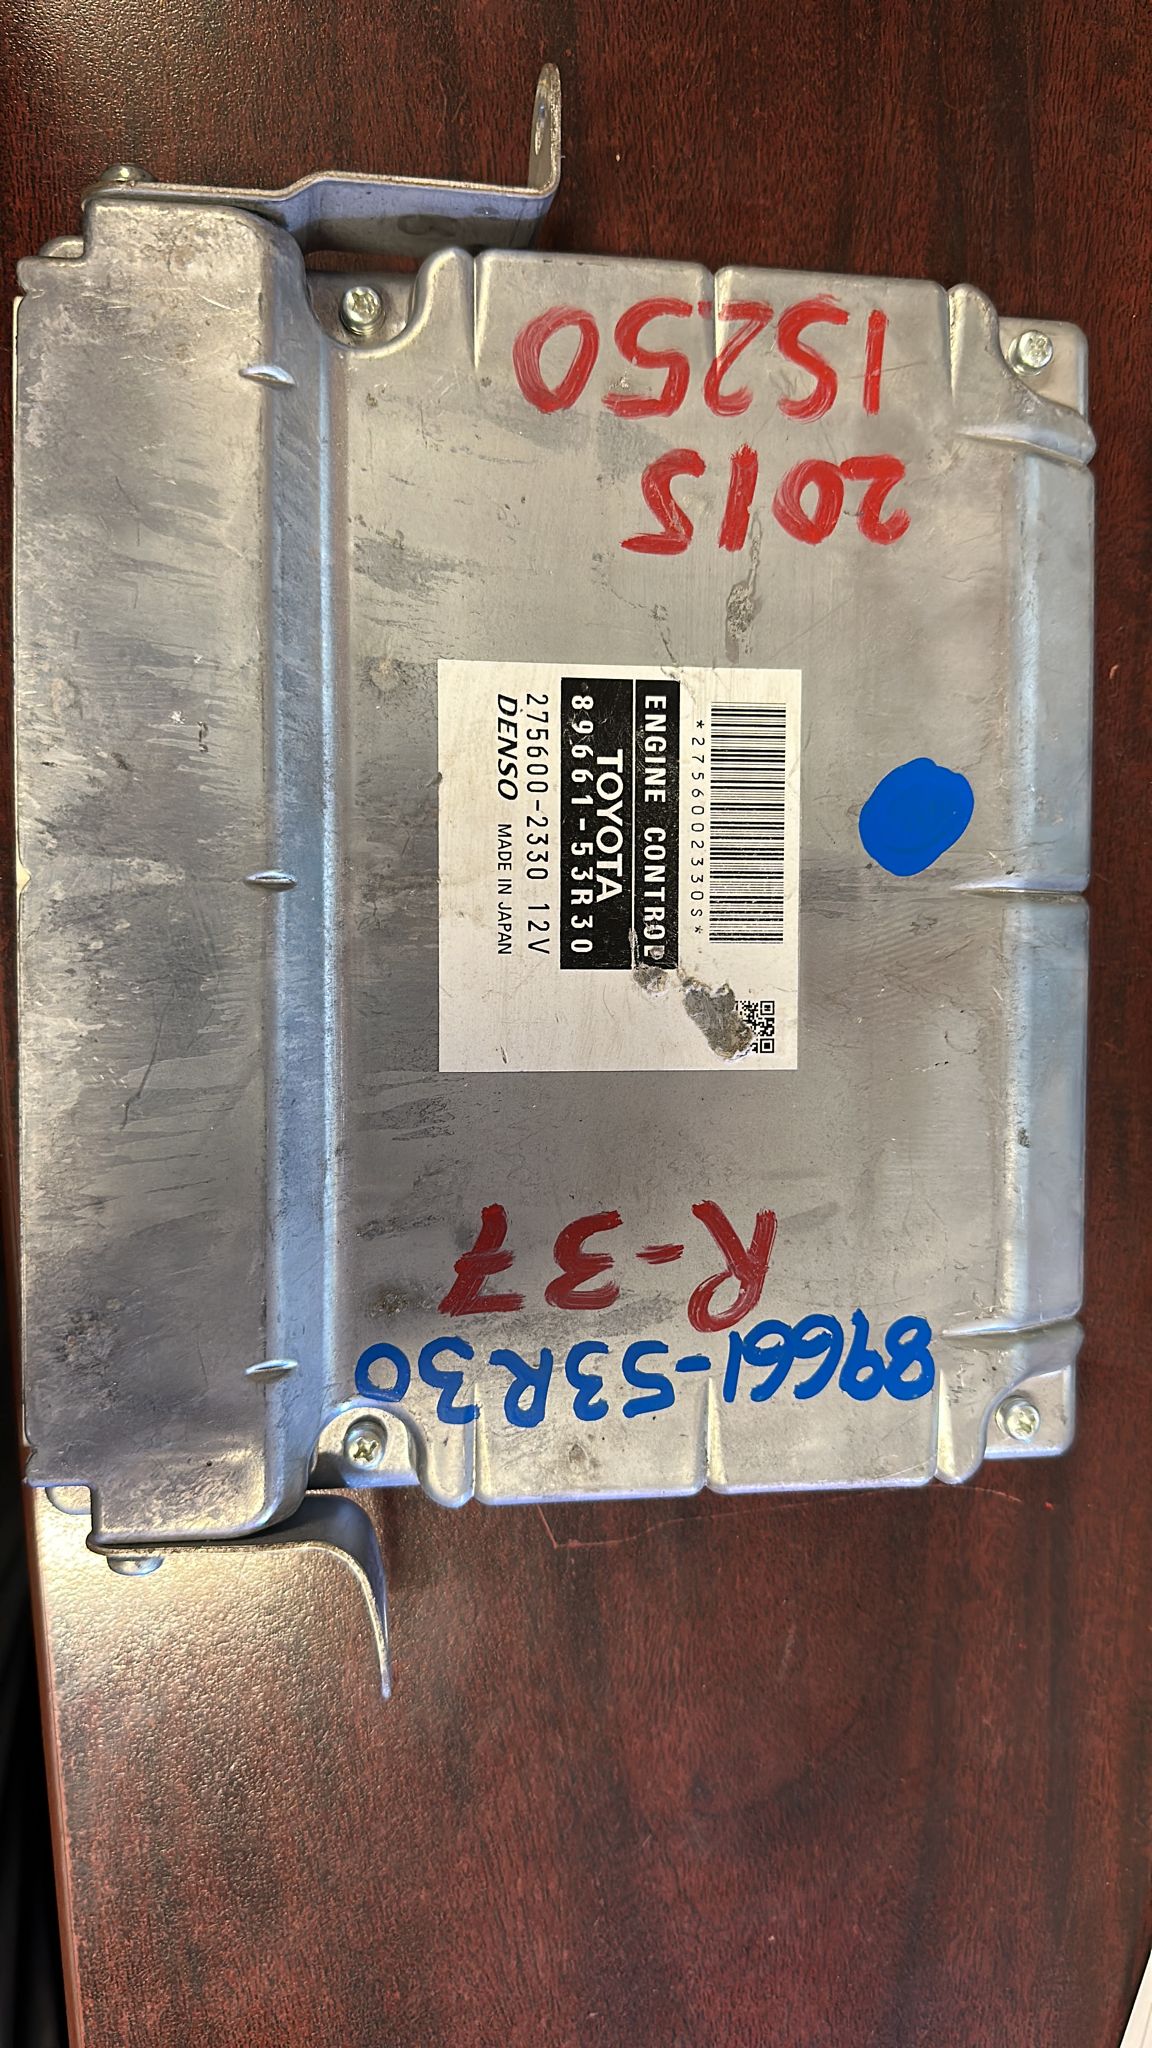 IS250
2015
*2756002330S*
ENGINE CONTROL
TOYOTA
89661-53R30
275600-2330 12V
DENSO MADE IN JAPAN
R-37
89661-53R30